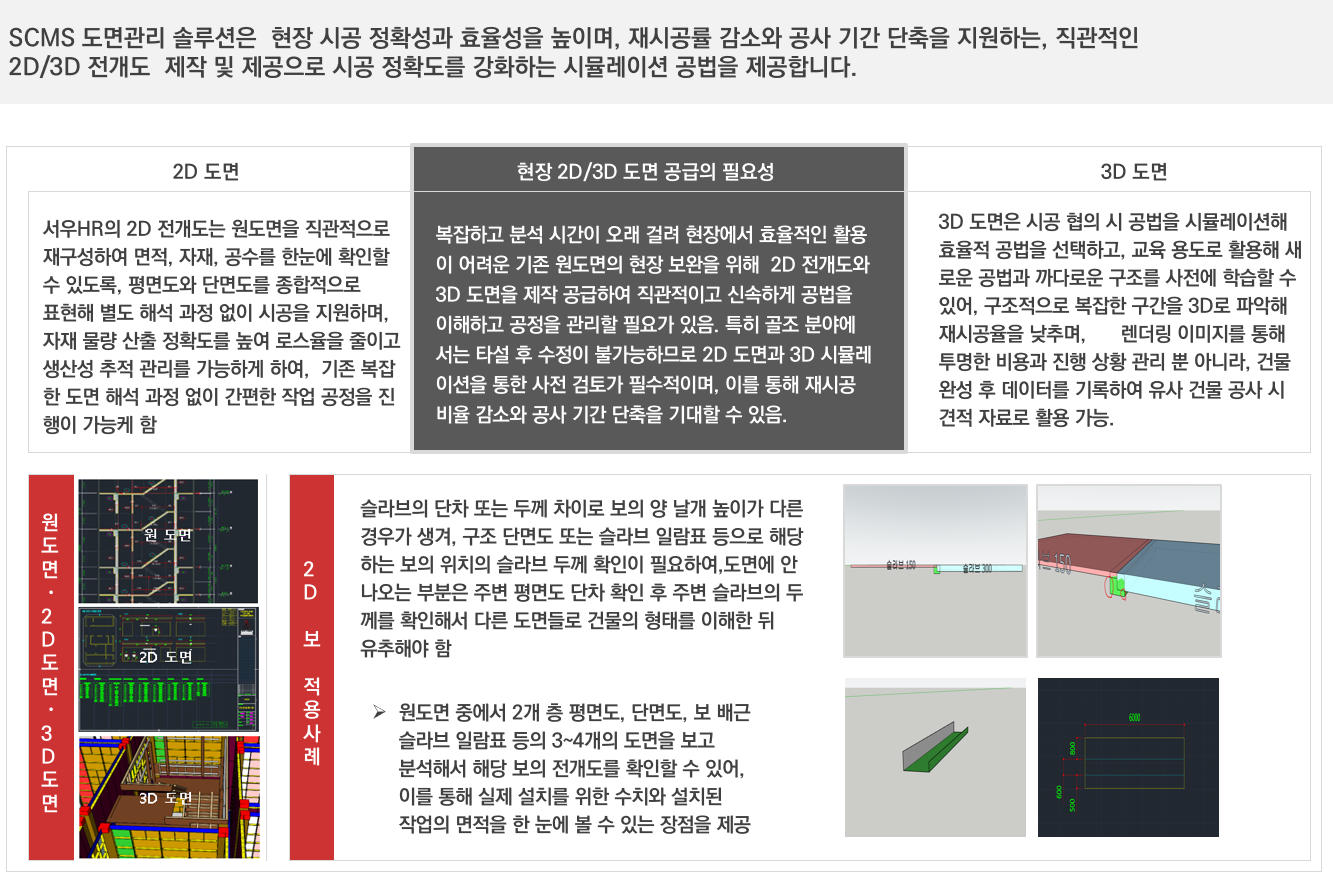 SCMS 도면관리 솔루션은 현장 시공 정확성과 효율성을 높이며, 재시공률 감소와 공사 기간 단축을 지원하는, 직관적인
2D/3D 전개도 제작 및 제공으로 시공 정확도를 강화하는 시뮬레이션 공법을 제공합니다.
2D 도면
서우HR의 2D 전개도는 원도면을 직관적으로
재구성하여 면적, 자재, 공수를 한눈에 확인할
수 있도록, 평면도와 단면도를 종합적으로
표현해 별도 해석 과정 없이 시공을 지원하며,
자재 물량 산출 정확도를 높여 로스율을 줄이고
생산성 추적 관리를 가능하게 하여, 기존 복잡
한 도면 해석 과정 없이 간편한 작업 공정을 진
행이 가능케 함
현장 2D/3D 도면 공급의 필요성
복잡하고 분석 시간이 오래 걸려 현장에서 효율적인 활용
이 어려운 기존 원도면의 현장 보완을 위해 2D 전개도와
3D 도면을 제작 공급하여 직관적이고 신속하게 공법을
이해하고 공정을 관리할 필요가 있음. 특히 골조 분야에
서는 타설 후 수정이 불가능하므로 2D 도면과 3D 시뮬레
이션을 통한 사전 검토가 필수적이며, 이를 통해 재시공
비율 감소와 공사 기간 단축을 기대할 수 있음.
3D 도면
3D 도면은 시공 협의 시 공법을 시뮬레이션해
효율적 공법을 선택하고, 교육 용도로 활용해 새
로운 공법과 까다로운 구조를 사전에 학습할 수
있어, 구조적으로 복잡한 구간을 3D로 파악해
재시공율을 낮추며, 렌더링 이미지를 통해
투명한 비용과 진행 상황 관리 뿐 아니라, 건물
완성 후 데이터를 기록하여 유사 건물 공사 시
견적 자료로 활용 가능.
원도면·2D도면·3D도면
원 도면
2D 도면
3D 도면
2D 보 적용사례
슬라브의 단차 또는 두께 차이로 보의 양 날개 높이가 다른
경우가 생겨, 구조 단면도 또는 슬라브 일람표 등으로 해당
하는 보의 위치의 슬라브 두께 확인이 필요하여,도면에 안
나오는 부분은 주변 평면도 단차 확인 후 주변 슬라브의 두
께를 확인해서 다른 도면들로 건물의 형태를 이해한 뒤
유추해야 함
➢ 원도면 중에서 2개 층 평면도, 단면도, 보 배근
슬라브 일람표 등의 3~4개의 도면을 보고
분석해서 해당 보의 전개도를 확인할 수 있어,
이를 통해 실제 설치를 위한 수치와 설치된
작업의 면적을 한 눈에 볼 수 있는 장점을 제공
슬라브 150
슬라브 300
브 150
6000
800
600
500